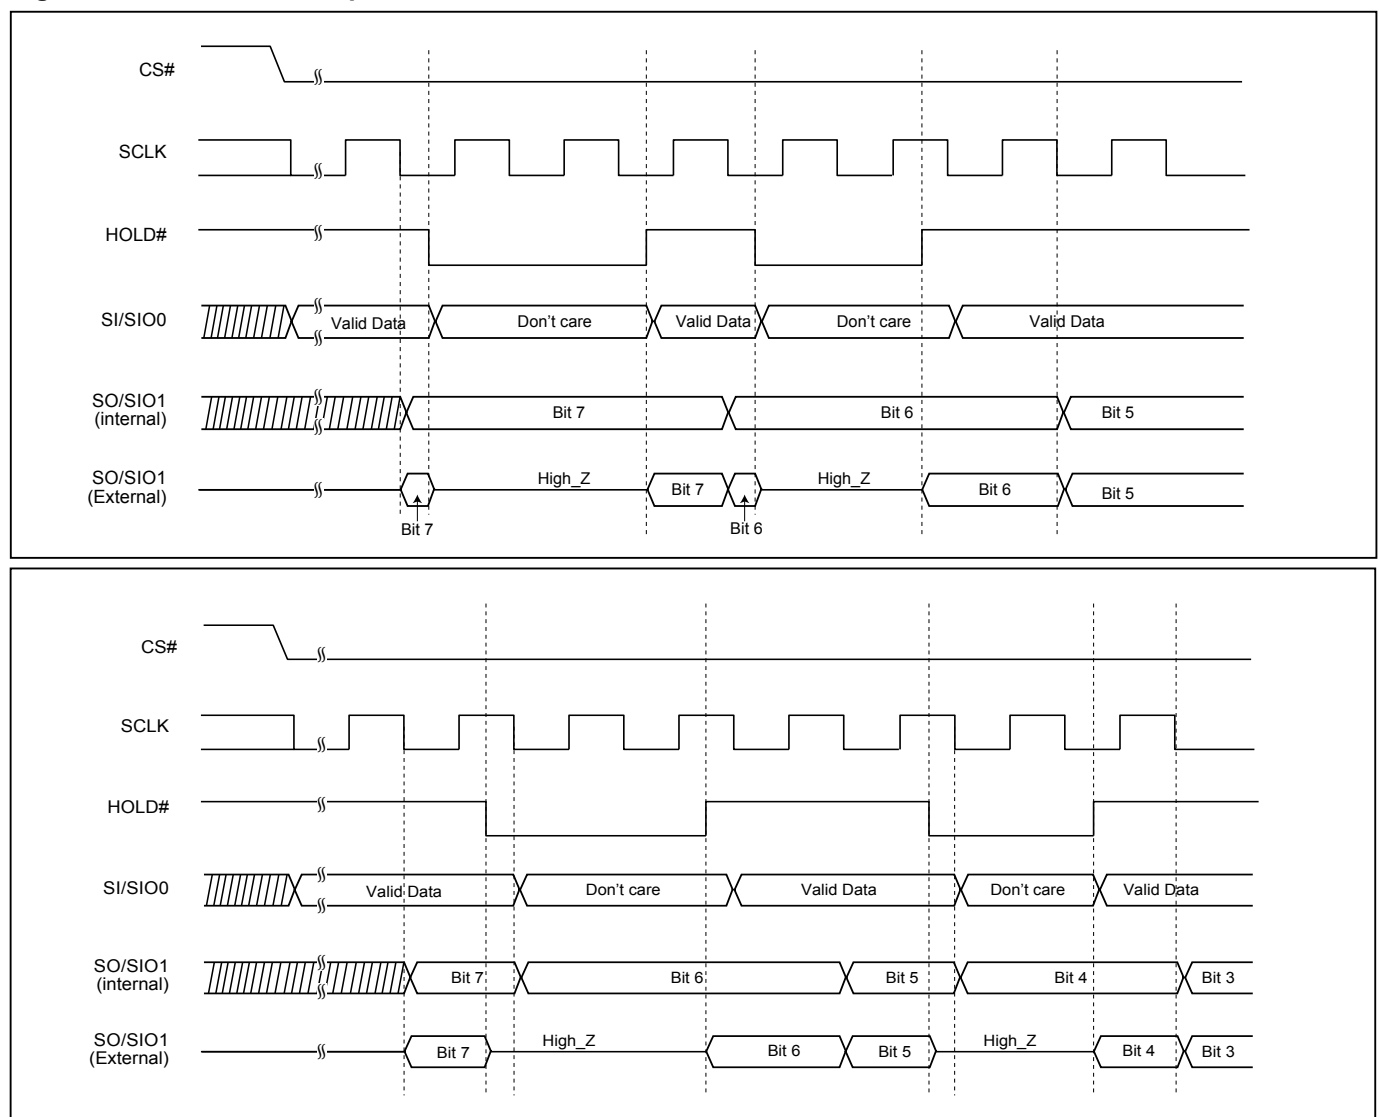 CS#
SCLK
HOLD#
SI/SIO0
Valid Data
Don't care
Valid Data
Don't care
Valid Data
SO/SIO1
(internal)
Bit 7
Bit 6
Bit 5
SO/SIO1
(External)
High_Z
Bit 7
High_Z
Bit 6
Bit 5
Bit 7
Bit 6
CS#
SCLK
HOLD#
SI/SIO0
Valid Data
Don't care
Valid Data
Don't care
Valid Data
SO/SIO1
(internal)
Bit 7
Bit 6
Bit 5
Bit 4
Bit 3
SO/SIO1
(External)
Bit 7
High_Z
Bit 6
Bit 5
High_Z
Bit 4
Bit 3